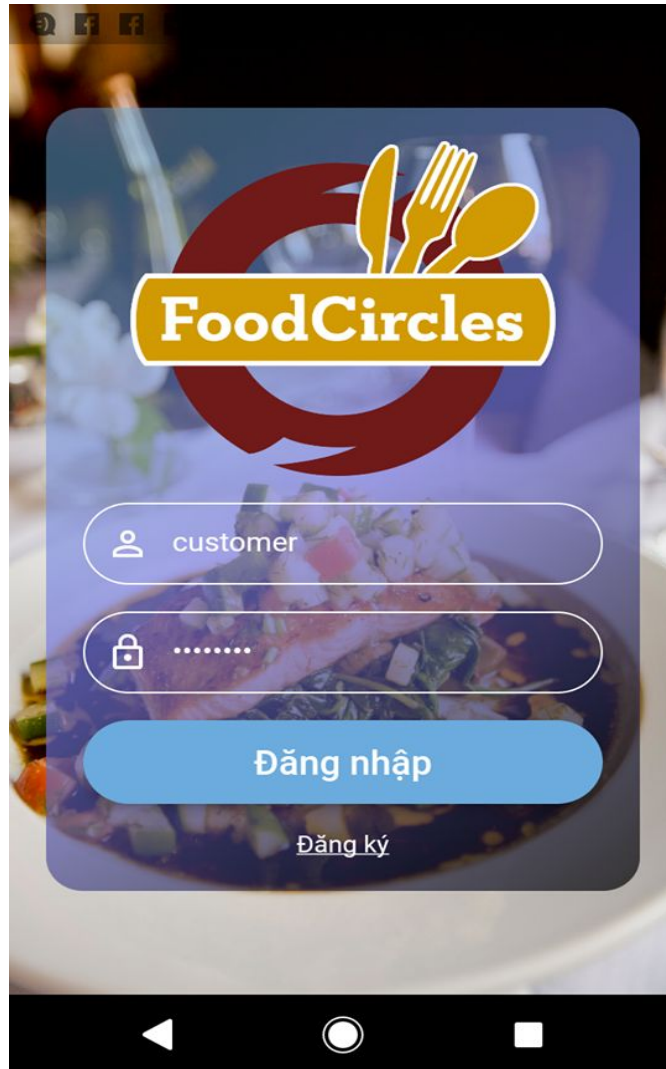 FoodCircles
customer
••••••••
Đăng nhập
Đăng ký